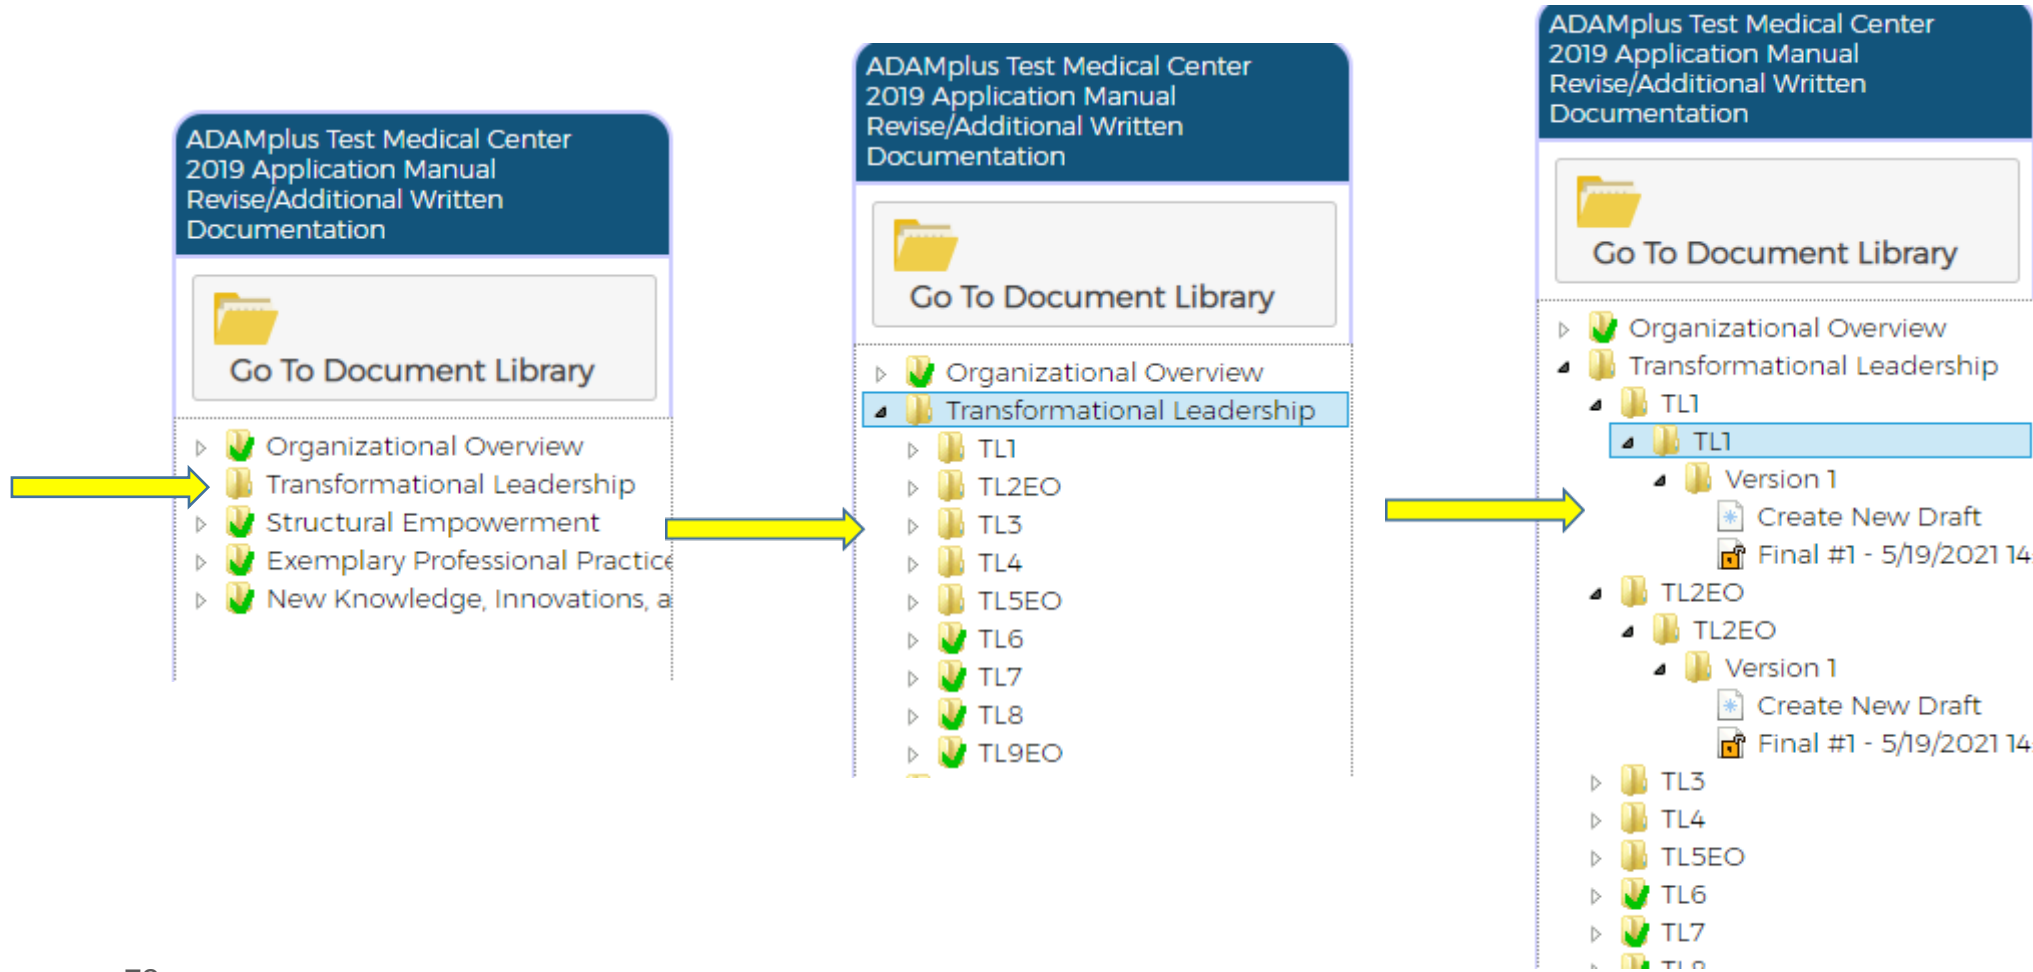 ADAMplus Test Medical Center
2019 Application Manual
Revise/Additional Written
Documentation
Go To Document Library
Organizational Overview
Transformational Leadership
Structural Empowerment
Exemplary Professional Practice
New Knowledge, Innovations, a
ADAMplus Test Medical Center
2019 Application Manual
Revise/Additional Written
Documentation
Go To Document Library
Organizational Overview
Transformational Leadership
TL1
TL2EO
TL3
TL4
TL5EO
TL6
TL7
TL8
TL9EO
ADAMplus Test Medical Center
2019 Application Manual
Revise/Additional Written
Documentation
Go To Document Library
Organizational Overview
Transformational Leadership
TL1
TL1
Version 1
Create New Draft
Final #1 - 5/19/2021 14:
TL2EO
TL2EO
Version 1
Create New Draft
Final #1 - 5/19/2021 14:
TL3
TL4
TL5EO
TL6
TL7
TL8